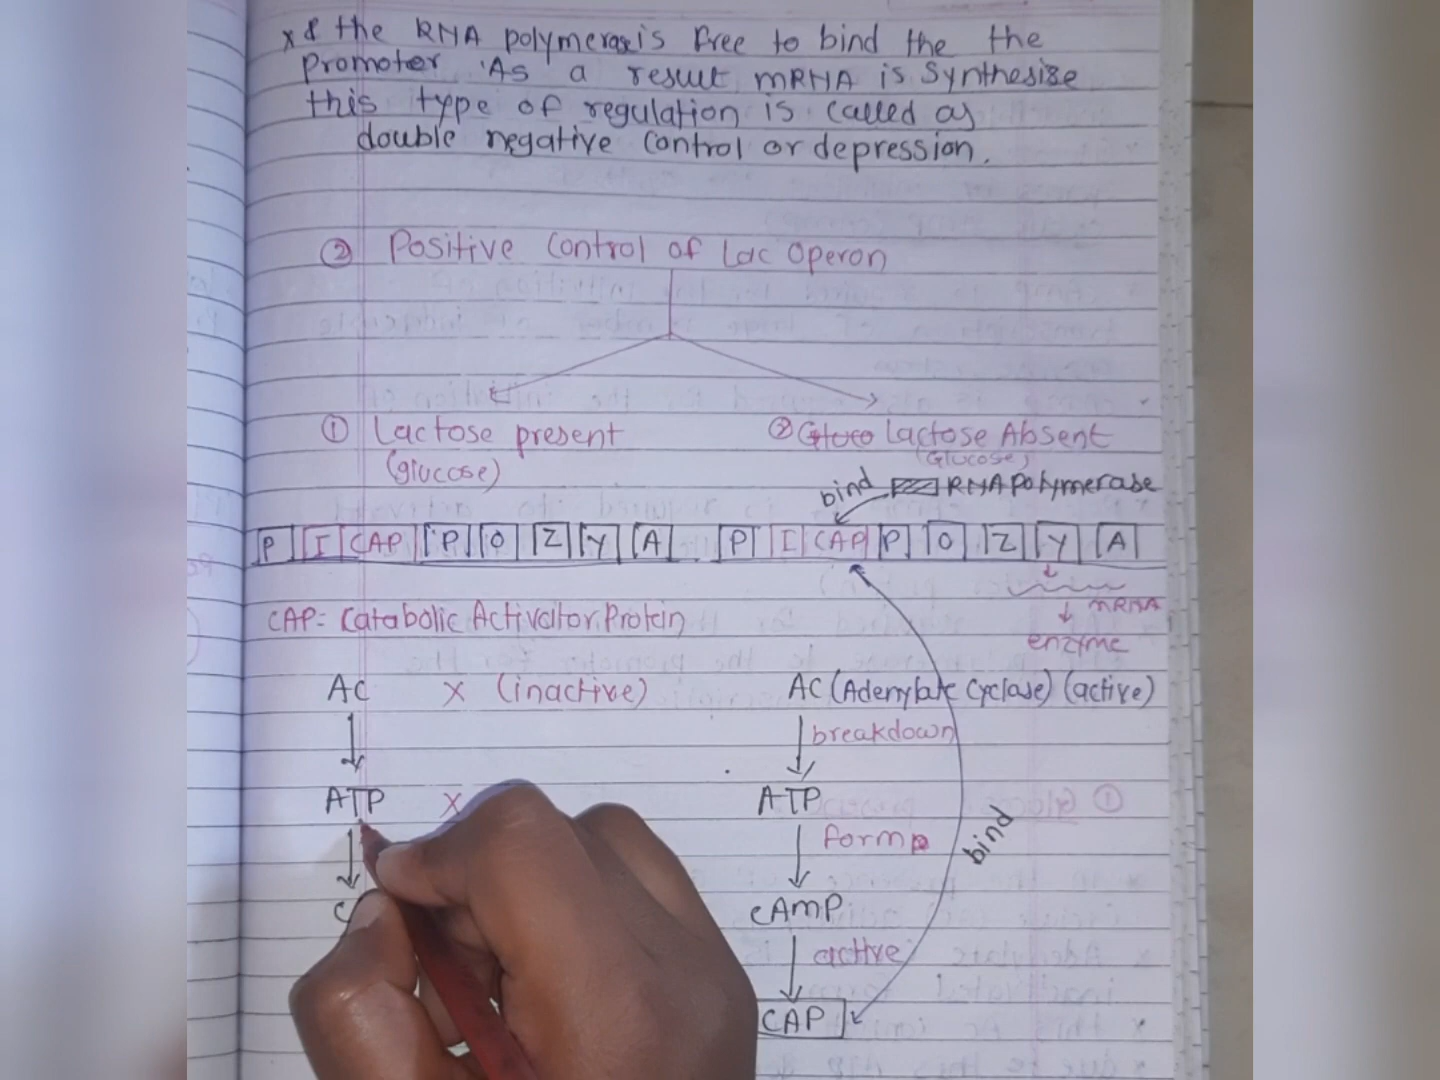 x & the RNA polymerase is free to bind the the
promoter. As a result mRNA is synthesize
this type of regulation is called as
double negative control or depression.
② Positive control of Lac Operon
① Lactose present
(glucose)
② Lactose Absent
(Glucose)
bind RNA Polymerase
P I CAP P O Z Y A
P I CAP P O Z Y A
mRNA
enzyme
CAP = Catabolic Activator Protein
AC x (inactive)
ATP x
C
AC (Adenylate Cyclase) (active)
breakdown
ATP
form
cAMP
active
CAP
bind